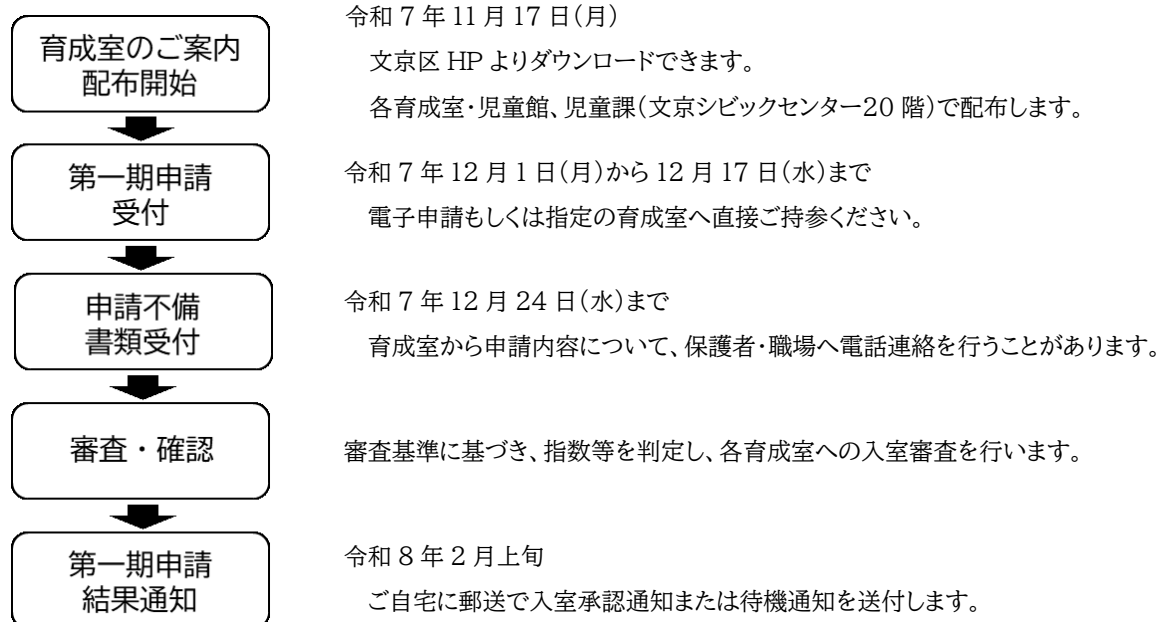 育成室のご案内
配布開始
令和 7 年 11 月 17 日(月)
文京区 HP よりダウンロードできます。
各育成室・児童館、児童課(文京シビックセンター20 階)で配布します。
第一期申請
受付
令和 7 年 12 月 1 日(月)から 12 月 17 日(水)まで
電子申請もしくは指定の育成室へ直接ご持参ください。
申請不備
書類受付
令和 7 年 12 月 24 日(水)まで
育成室から申請内容について、保護者・職場へ電話連絡を行うことがあります。
審査・確認
審査基準に基づき、指数等を判定し、各育成室への入室審査を行います。
第一期申請
結果通知
令和 8 年 2 月上旬
ご自宅に郵送で入室承認通知または待機通知を送付します。